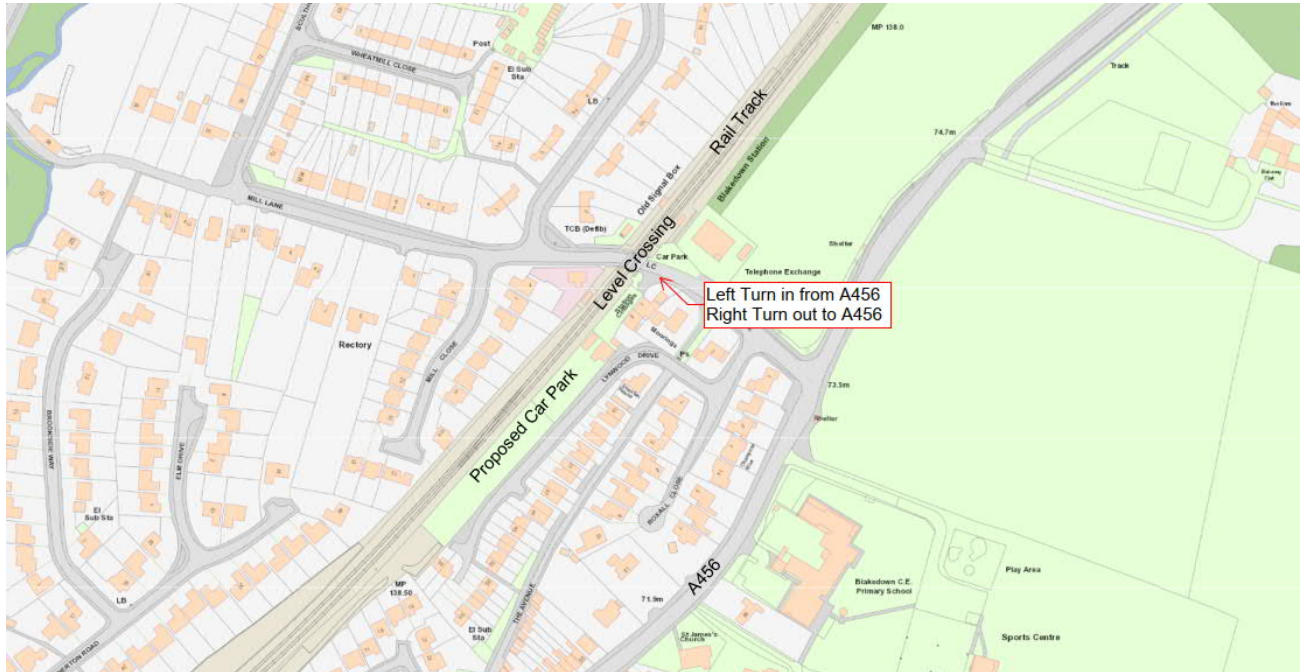 MP 138.0
WHEATMILL CLOSE
Post
El Sub
Sta
Track
LB
Rail Track
74.7m
Blakedown Station
Old Signal Box
MILL LANE
TCB (Defib)
Level Crossing
Car Park
LC
Shelter
Telephone Exchange
Left Turn in from A456
Right Turn out to A456
Rectory
MILL CLOSE
Moorings
LYNWOOD DRIVE
Ps
73.5m
Shelter
Proposed Car Park
BROOKSIDE WAY
ELM DRIVE
ROXALL CLOSE
El
Sub Sta
A456
MP
138.50
THE AVENUE
LB
71.9m
El Sub
Sta
Blakedown C.E.
Primary School
Play Area
St James's
Church
Sports Centre